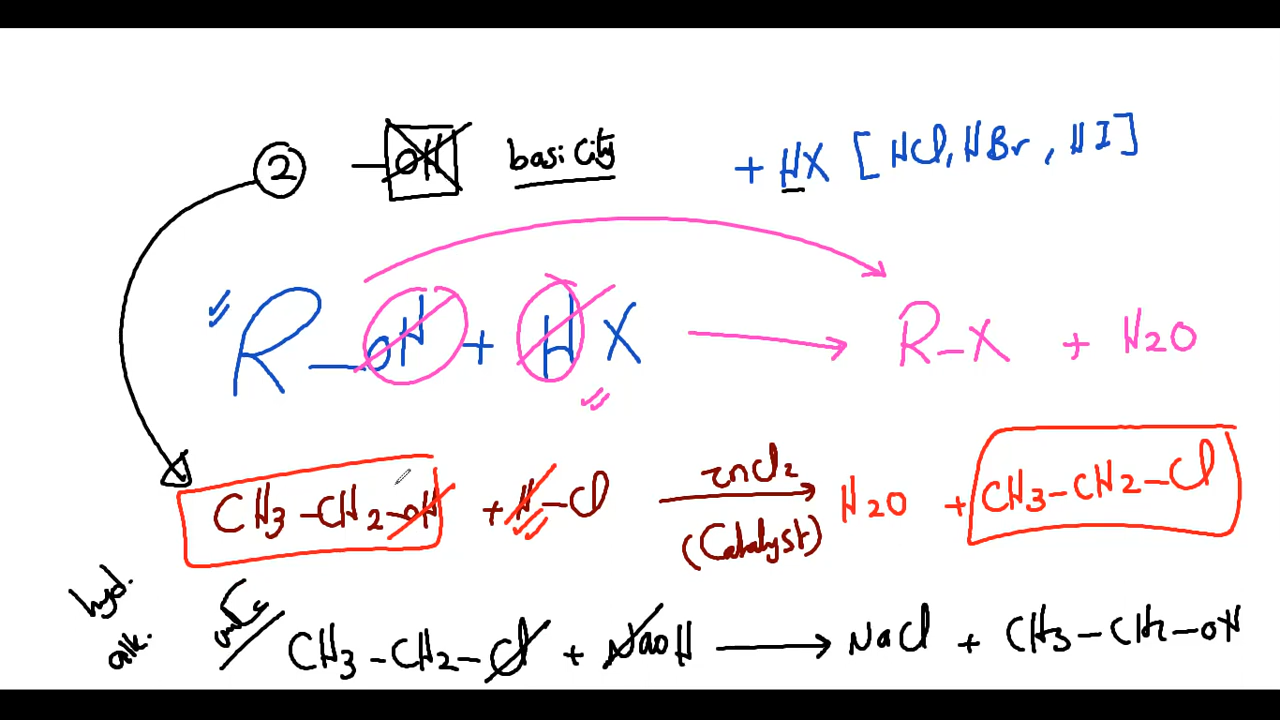 2 -OH basicity + HX [HCl, HBr, HI]
R-OH + HX → R-X + H2O
CH3-CH2-OH + H-Cl ZnCl2 (Catalyst) → H2O + CH3-CH2-Cl
hyd.
alk.
CH3-CH2-Cl + NaOH → NaCl + CH3-CH2-OH